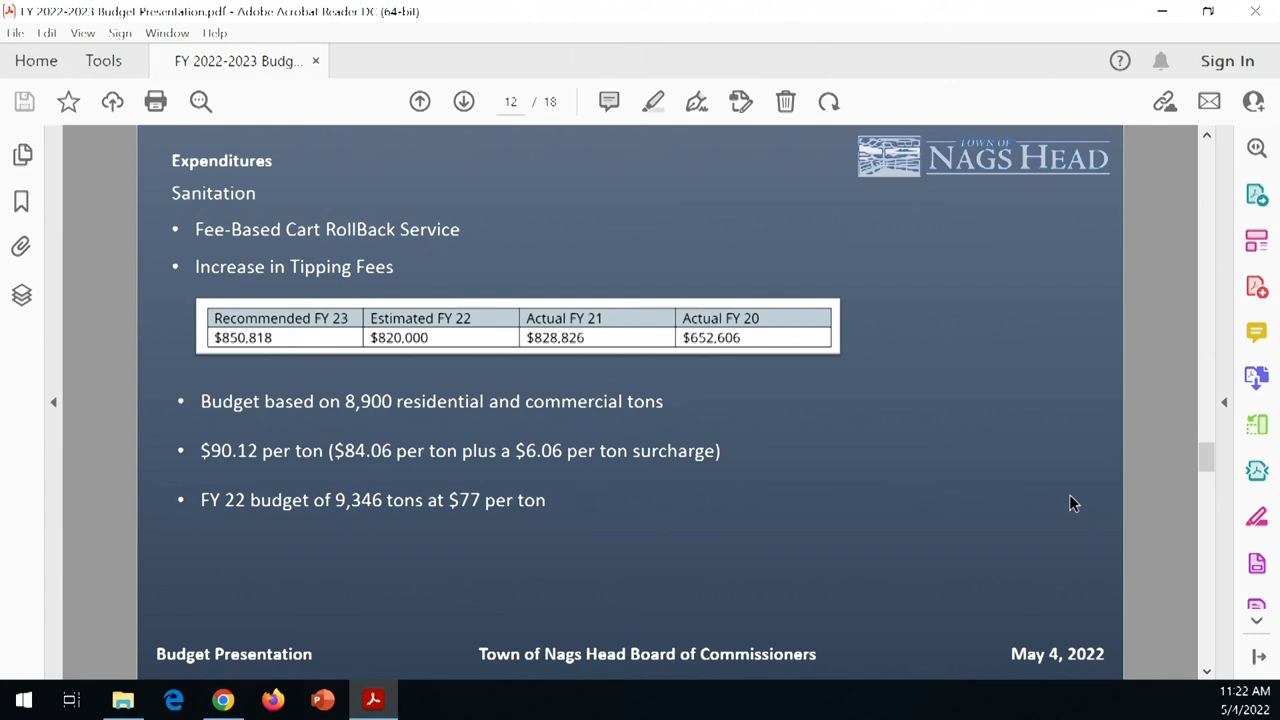 FY 2022-2023 Budget Presentation.pdf - Adobe Acrobat Reader DC (64-bit)
File Edit View Sign Window Help
Home Tools FY 2022-2023 Budg... × Sign In
12 / 18
TOWN OF
NAGS HEAD
Expenditures
Sanitation
• Fee-Based Cart RollBack Service
• Increase in Tipping Fees
Recommended FY 23 Estimated FY 22 Actual FY 21 Actual FY 20
$850,818 $820,000 $828,826 $652,606
• Budget based on 8,900 residential and commercial tons
• $90.12 per ton ($84.06 per ton plus a $6.06 per ton surcharge)
• FY 22 budget of 9,346 tons at $77 per ton
Budget Presentation Town of Nags Head Board of Commissioners May 4, 2022
11:22 AM
5/4/2022